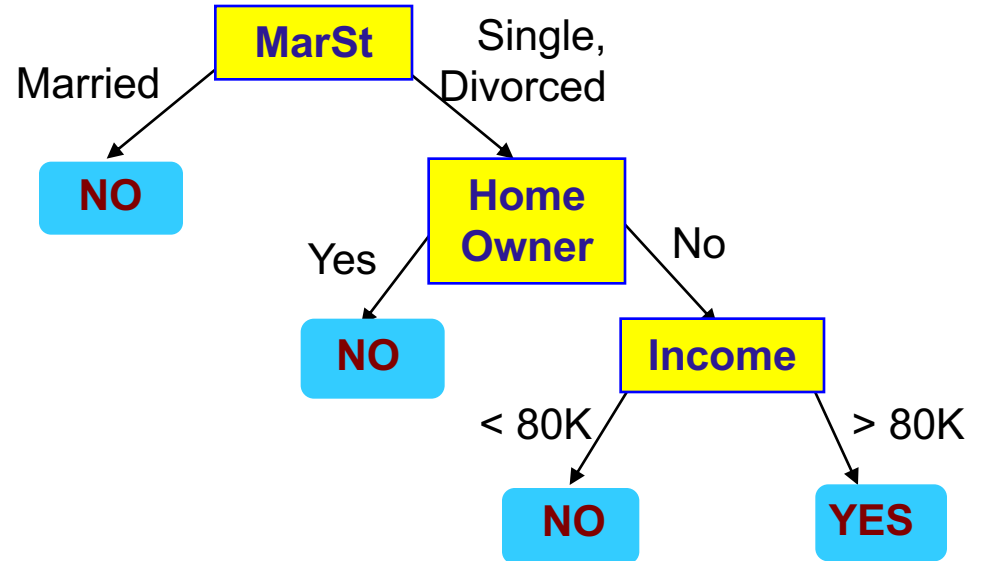 MarSt
Single,
Divorced
Married
NO
Home
Owner
Yes
No
NO
Income
< 80K
> 80K
NO
YES